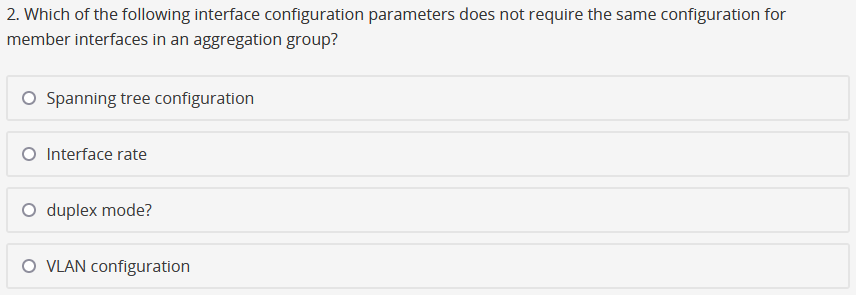 2. Which of the following interface configuration parameters does not require the same configuration for
member interfaces in an aggregation group?
Spanning tree configuration
Interface rate
duplex mode?
VLAN configuration